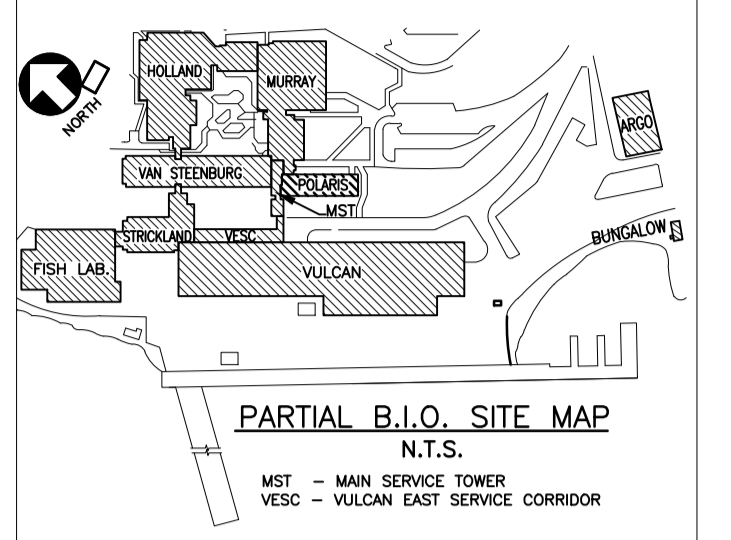 HOLLAND
MURRAY
NORTH
ARGO
VAN STEENBURG
POLARIS
MST
BUNGALOW
STRICKLAND
VESC
FISH LAB.
VULCAN
PARTIAL B.I.O. SITE MAP
N.T.S.
MST – MAIN SERVICE TOWER
VESC – VULCAN EAST SERVICE CORRIDOR